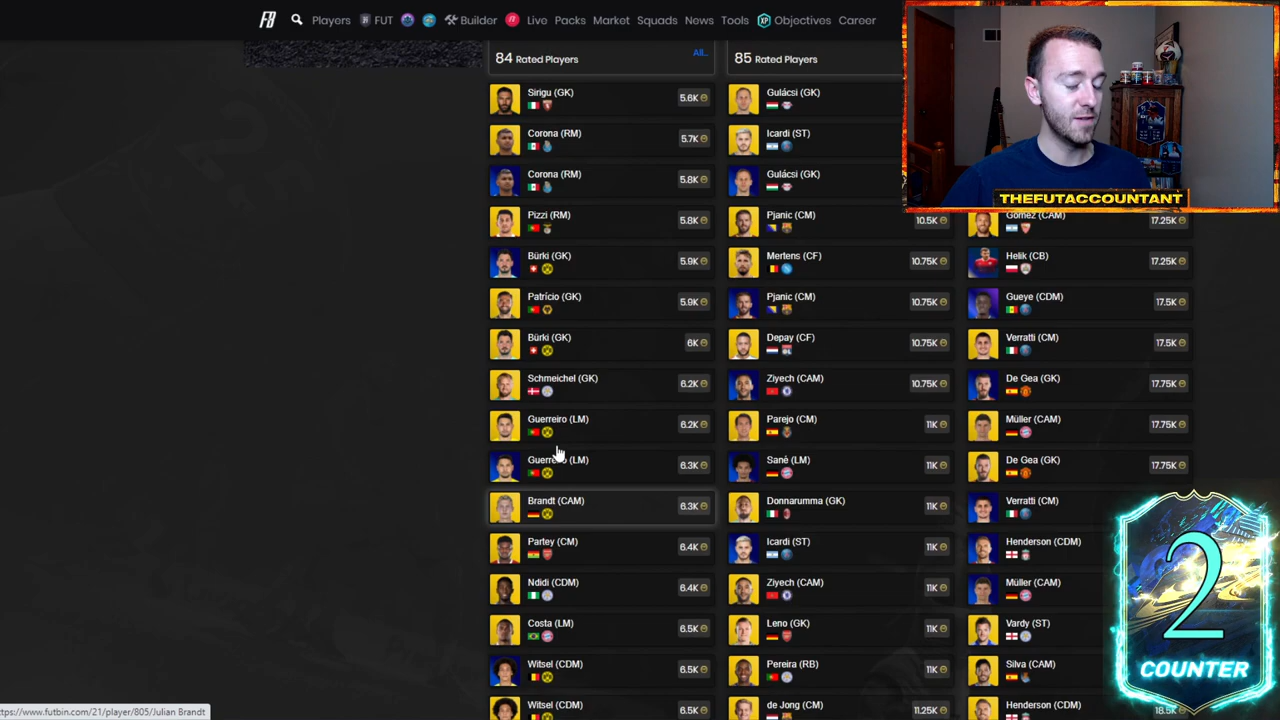 FB Players FUT Builder Live Packs Market Squads News Tools XP Objectives Career
84 Rated Players All..
85 Rated Players
Sirigu (GK) 5.6K
Corona (RM) 5.7K
Corona (RM) 5.8K
Pizzi (RM) 5.8K
Bürki (GK) 5.9K
Patrício (GK) 5.9K
Bürki (GK) 6K
Schmeichel (GK) 6.2K
Guerreiro (LM) 6.2K
(LM) 6.3K
Brandt (CAM) 6.3K
Partey (CM) 6.4K
Ndidi (CDM) 6.4K
Costa (LM) 6.5K
Witsel (CDM) 6.5K
Witsel (CDM) 6.5K
Gulácsi (GK)
Icardi (ST)
Gulácsi (GK)
Pjanic (CM) 10.5K
Mertens (CF) 10.75K
Pjanic (CM) 10.75K
Depay (CF) 10.75K
Ziyech (CAM) 10.75K
Parejo (CM) 11K
Sané (LM) 11K
Donnarumma (GK) 11K
Icardi (ST) 11K
Ziyech (CAM) 11K
Leno (GK) 11K
Pereira (RB) 11K
de Jong (CM) 11.25K
Gómez (CAM) 17.25K
Helik (CB) 17.25K
Gueye (CDM) 17.5K
Verratti (CM) 17.5K
De Gea (GK) 17.75K
Müller (CAM) 17.75K
De Gea (GK) 17.75K
Verratti (CM)
Henderson (CDM)
Müller (CAM)
Vardy (ST)
Silva (CAM)
Henderson (CDM) 18.5K
THEFUTACCOUNTANT
2
COUNTER
ttps://www.futbin.com/21/player/805/Julian Brandt